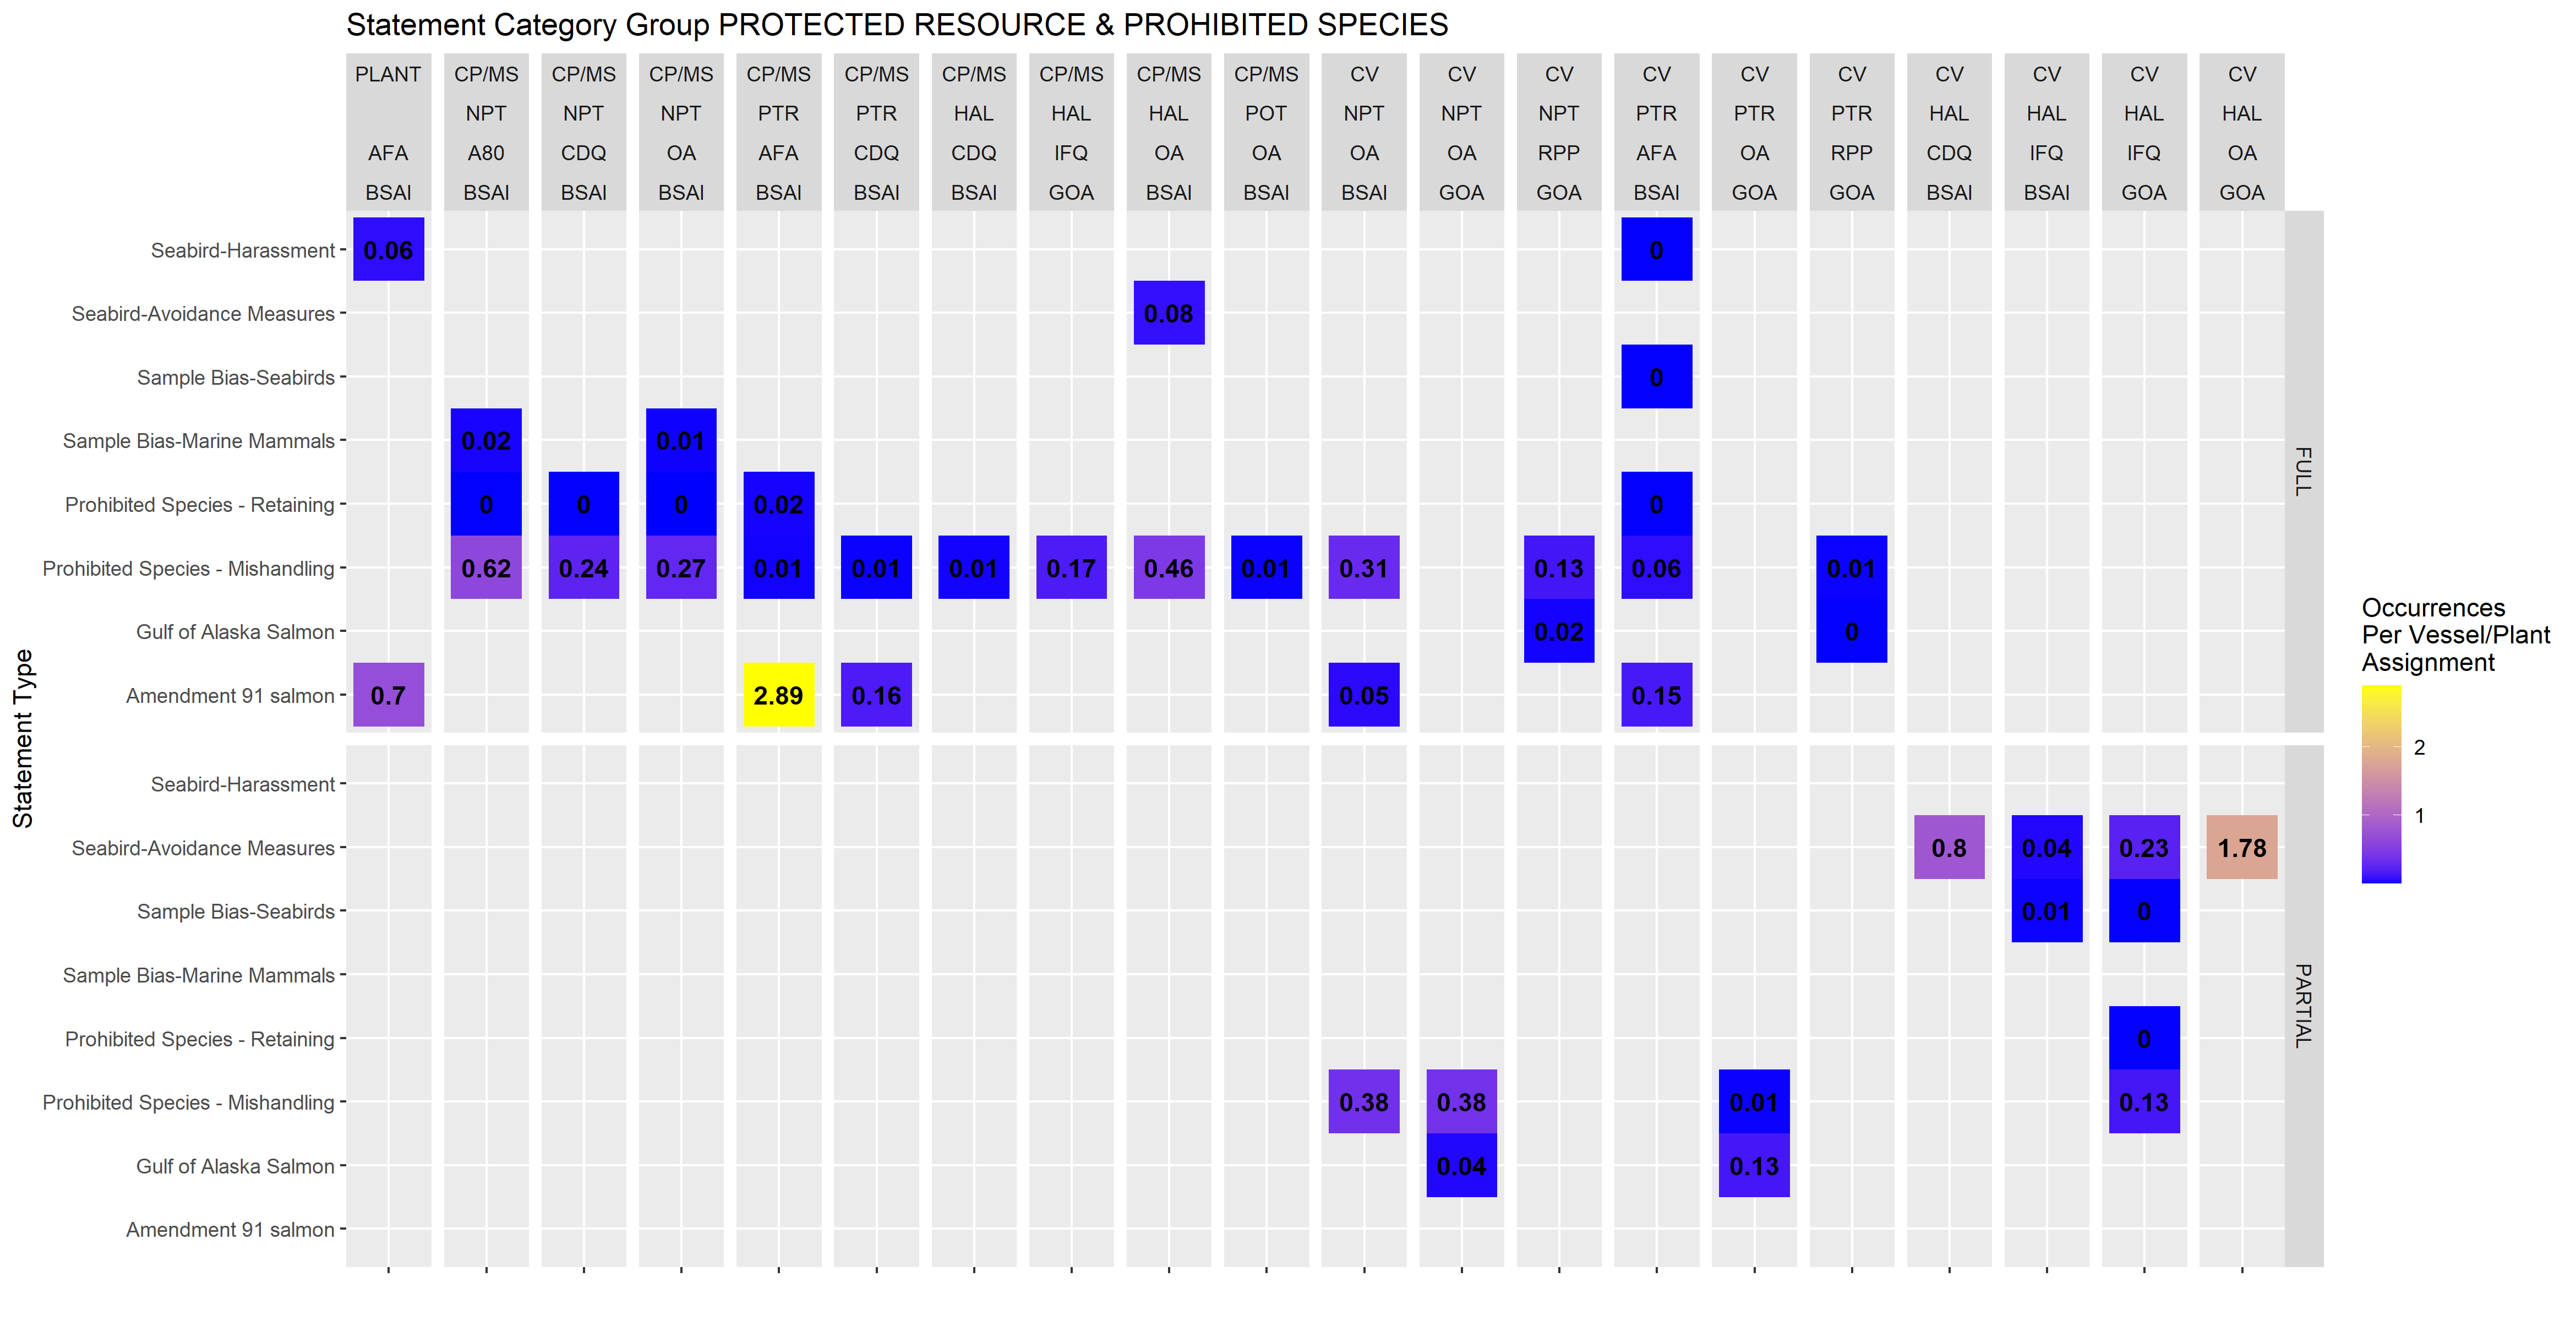 Statement Category Group PROTECTED RESOURCE & PROHIBITED SPECIES
PLANT CP/MS CP/MS CP/MS CP/MS CP/MS CP/MS CP/MS CP/MS CP/MS CV CV CV CV CV CV CV CV CV CV
NPT NPT NPT PTR PTR HAL HAL HAL POT NPT NPT NPT PTR PTR PTR HAL HAL HAL HAL
AFA A80 CDQ OA AFA CDQ CDQ IFQ OA OA OA OA RPP AFA OA RPP CDQ IFQ IFQ OA
BSAI BSAI BSAI BSAI BSAI BSAI BSAI GOA BSAI BSAI BSAI GOA GOA BSAI GOA GOA BSAI BSAI GOA GOA
Seabird-Harassment 0.06 0
Seabird-Avoidance Measures 0.08
Sample Bias-Seabirds 0
Sample Bias-Marine Mammals 0.02 0.01
Prohibited Species - Retaining 0 0 0 0.02 0
Prohibited Species - Mishandling 0.62 0.24 0.27 0.01 0.01 0.01 0.17 0.46 0.01 0.31 0.13 0.06 0.01
Gulf of Alaska Salmon 0.02 0
Amendment 91 salmon 0.7 2.89 0.16 0.05 0.15
FULL
Seabird-Harassment
Seabird-Avoidance Measures 0.8 0.04 0.23 1.78
Sample Bias-Seabirds 0.01 0
Sample Bias-Marine Mammals
Prohibited Species - Retaining 0
Prohibited Species - Mishandling 0.38 0.38 0.01 0.13
Gulf of Alaska Salmon 0.04 0.13
Amendment 91 salmon
PARTIAL
Statement Type
Occurrences
Per Vessel/Plant
Assignment
2
1